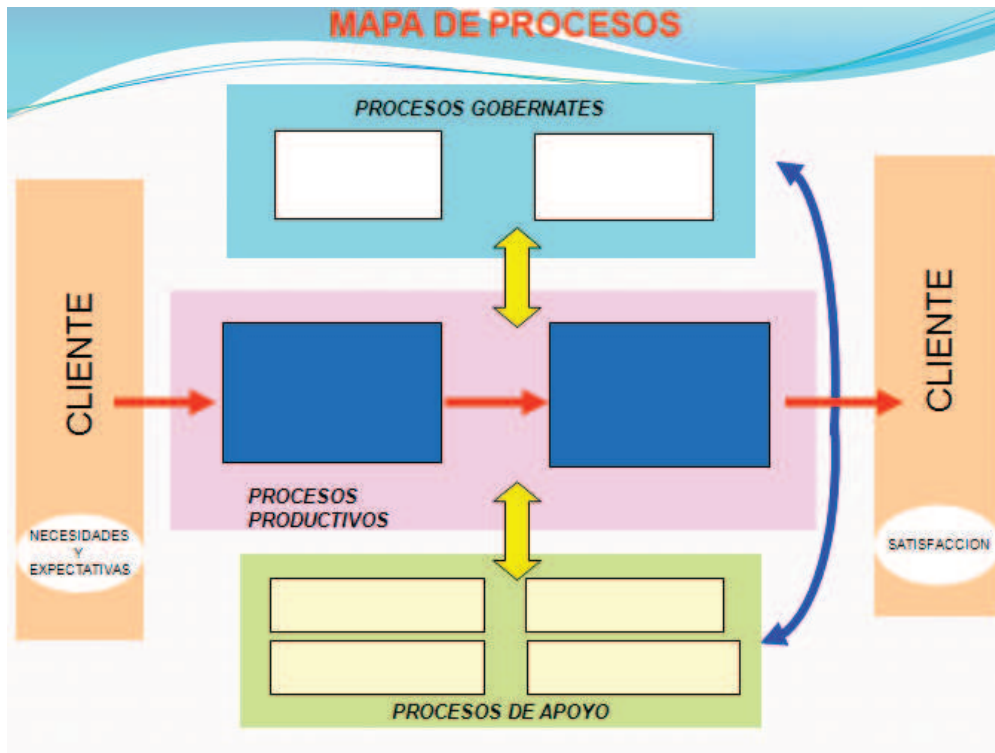 MAPA DE PROCESOS
PROCESOS GOBERNATES
CLIENTE
NECESIDADES
Y
EXPECTATIVAS
PROCESOS
PRODUCTIVOS
CLIENTE
SATISFACCION
PROCESOS DE APOYO